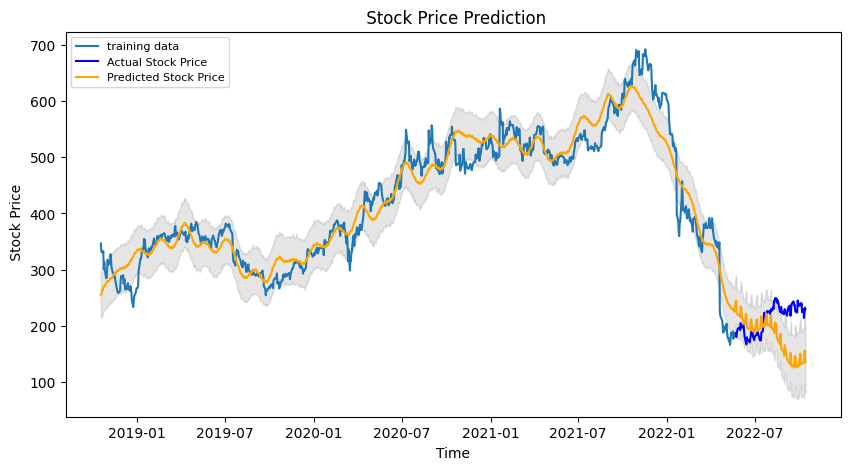 Stock Price Prediction
training data
Actual Stock Price
Predicted Stock Price
Stock Price
700
600
500
400
300
200
100
2019-01 2019-07 2020-01 2020-07 2021-01 2021-07 2022-01 2022-07
Time